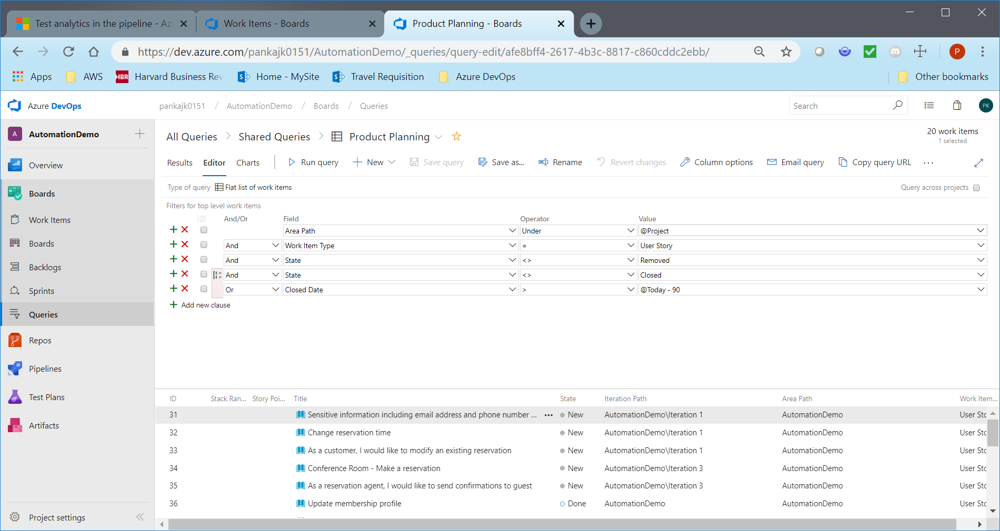 Test analytics in the pipeline - Az
Work Items - Boards
Product Planning - Boards
https://dev.azure.com/pankajk0151/AutomationDemo/_queries/query-edit/afe8bff4-2617-4b3c-8817-c860cddc2ebb/
P
Apps
AWS
HBR
Harvard Business Rev
Home - MySite
Travel Requisition
Azure DevOps
Other bookmarks
Azure DevOps
pankajk0151 / AutomationDemo / Boards / Queries
Search
PK
A
AutomationDemo
Overview
Boards
Work Items
Boards
Backlogs
Sprints
Queries
Repos
Pipelines
Test Plans
Artifacts
Project settings
All Queries > Shared Queries > Product Planning
20 work items
1 selected
Results Editor Charts Run query New Save query Save as... Rename Revert changes Column options Email query Copy query URL ...
Type of query Flat list of work items
Query across projects
Filters for top level work items
And/Or Field Operator Value
Area Path Under @Project
And Work Item Type = User Story
And State <> Removed
And State <> Closed
Or Closed Date > @Today - 90
Add new clause
ID Stack Ran... Story Poi... Title State Iteration Path Area Path Work Item...
31 Sensitive information including email address and phone number ... ... New AutomationDemo\Iteration 1 AutomationDemo User Stc
32 Change reservation time New AutomationDemo\Iteration 1 AutomationDemo User Stc
33 As a customer, I would like to modify an existing reservation New AutomationDemo\Iteration 1 AutomationDemo User Stc
34 Conference Room - Make a reservation New AutomationDemo\Iteration 3 AutomationDemo User Stc
35 As a reservation agent, I would like to send confirmations to guest New AutomationDemo\Iteration 3 AutomationDemo User Stc
36 Update membership profile Done AutomationDemo AutomationDemo User Stc